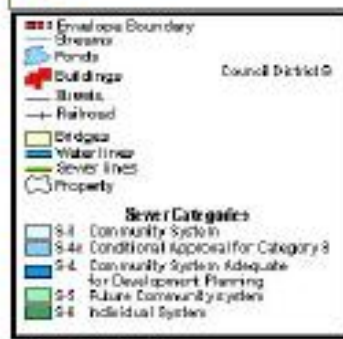 Envelope Boundary
Streams
Ponds
Buildings
Council District 9
Streets
Railroad
Bridges
Water lines
Sewer lines
Property
Sewer Categories
S-3 Community System
Conditional Approval for Category 3
S-4 Community System Adequate
for Development Planning
S-5 Future Community system
S-6 Individual System